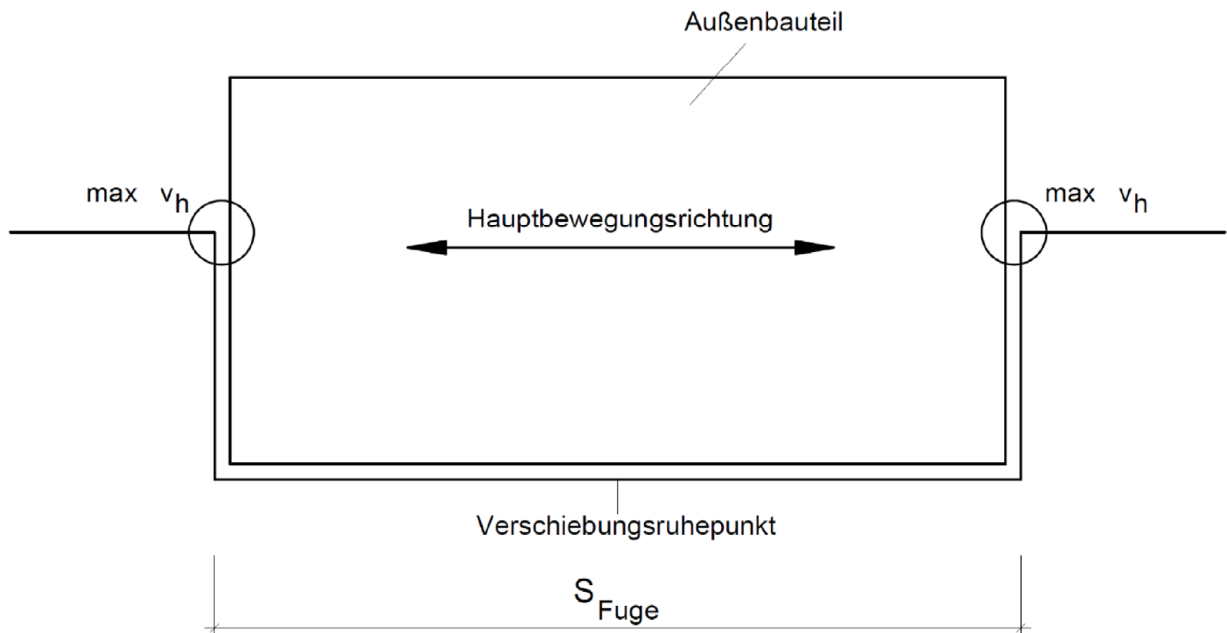 Außenbauteil
max v_h
max v_h
Hauptbewegungsrichtung
Verschiebungsruhepunkt
S_Fuge